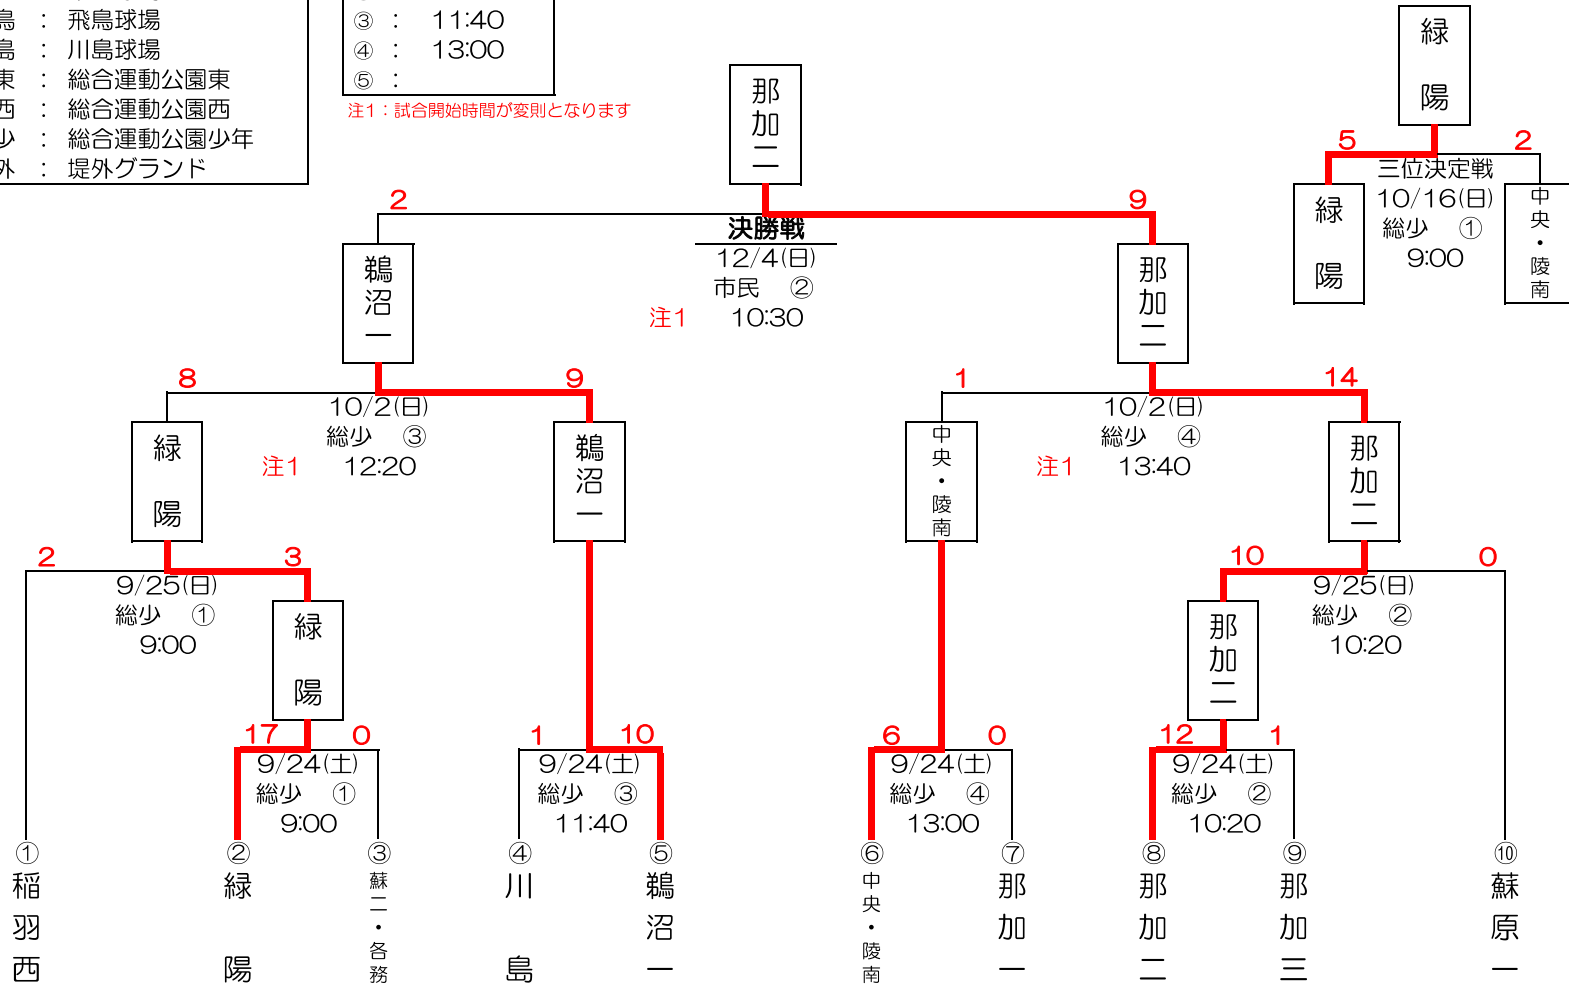 鳥 : 飛鳥球場
島 : 川島球場
東 : 総合運動公園東
西 : 総合運動公園西
少 : 総合運動公園少年
外 : 堤外グランド
③ : 11:40
④ : 13:00
⑤ :
注1：試合開始時間が変則となります
那加二
緑陽
5
2
三位決定戦
10/16(日)
総少 ①
9:00
緑陽
中央・陵南
2
9
決勝戦
12/4(日)
市民 ②
注1 10:30
鵜沼一
那加二
8
9
10/2(日)
総少 ③
注1 12:20
1
14
10/2(日)
総少 ④
注1 13:40
緑陽
鵜沼一
中央・陵南
那加二
2
3
9/25(日)
総少 ①
9:00
10
0
9/25(日)
総少 ②
10:20
緑陽
那加二
17
0
9/24(土)
総少 ①
9:00
1
10
9/24(土)
総少 ③
11:40
6
0
9/24(土)
総少 ④
13:00
12
1
9/24(土)
総少 ②
10:20
①
稲羽西
②
緑陽
③
蘇二・各務
④
川島
⑤
鵜沼一
⑥
中央・陵南
⑦
那加一
⑧
那加二
⑨
那加三
⑩
蘇原一